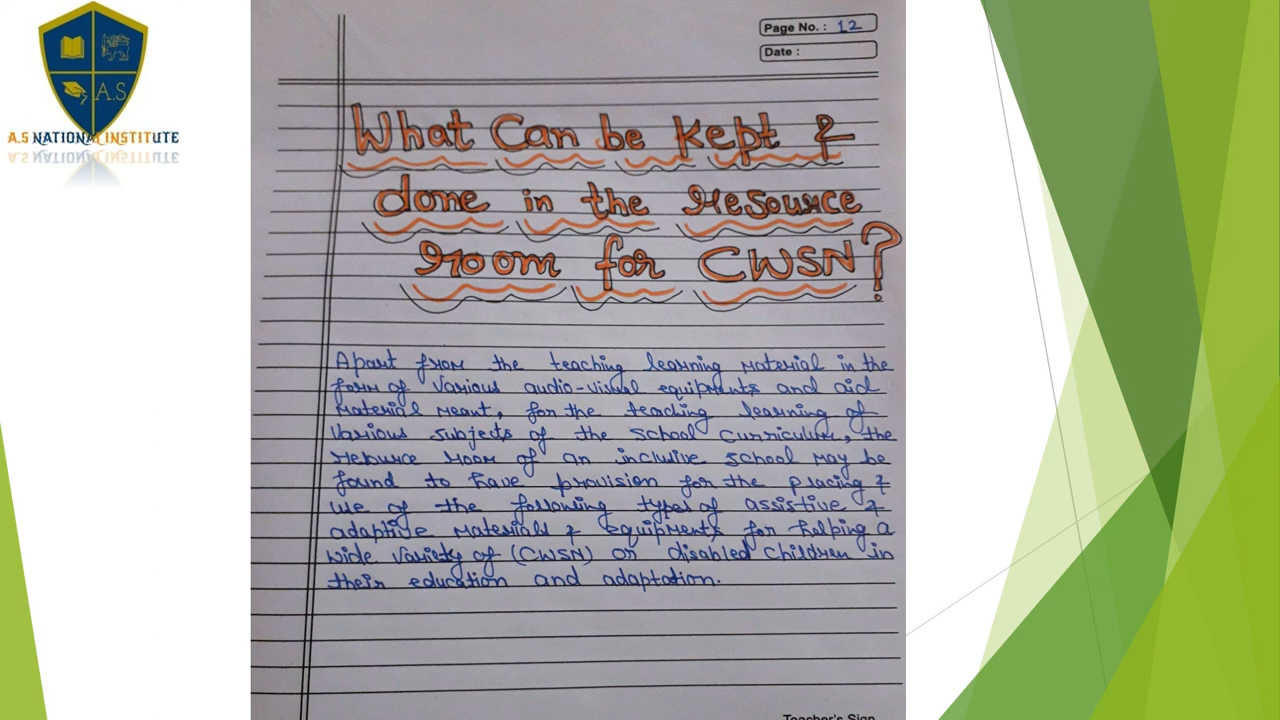 A.S
A.S NATIONAL INSTITUTE
Page No. : 12
Date :
What Can be Kept &
done in the resource
room for CWSN?
Apart from the teaching learning material in the
form of various audio-visual equipments and aid
material meant, for the teaching learning of
various subjects of the school curriculum, the
resource room of an inclusive school may be
found to have provision for the placing &
use of the following types of assistive &
adaptive materials & equipments for helping a
wide variety of (CWSN) or disabled children in
their education and adaptation.
Teacher's Sign